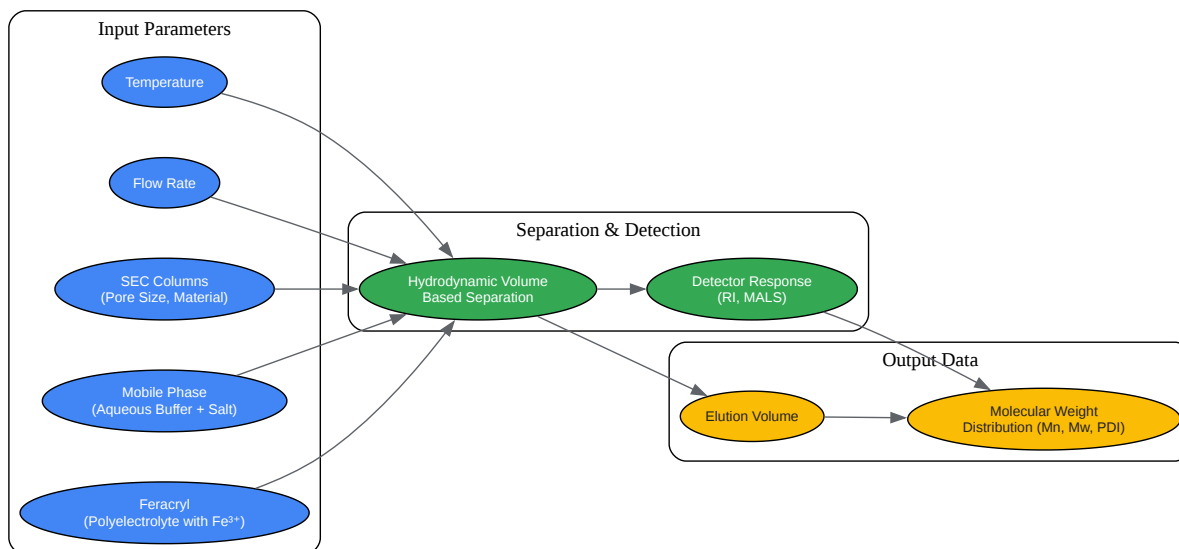 Input Parameters
Temperature
Flow Rate
SEC Columns
(Pore Size, Material)
Mobile Phase
(Aqueous Buffer + Salt)
Feracryl
(Polyelectrolyte with Fe³⁺)
Separation & Detection
Hydrodynamic Volume
Based Separation
Detector Response
(RI, MALS)
Output Data
Elution Volume
Molecular Weight
Distribution (Mn, Mw, PDI)